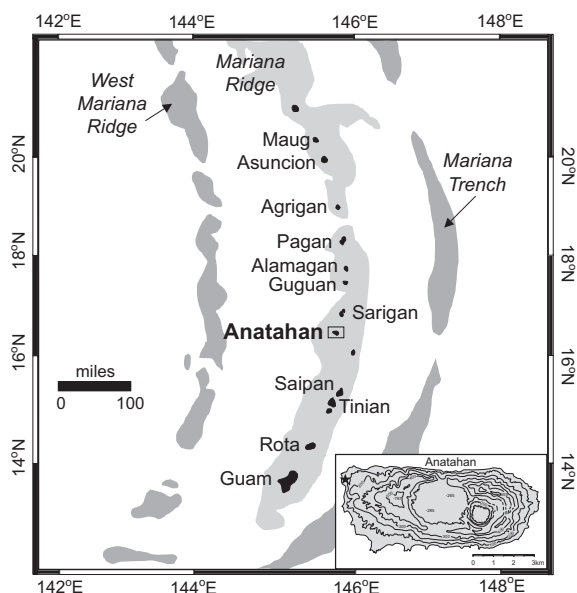 142°E
144°E
146°E
148°E
West
Mariana
Ridge
Mariana
Ridge
Maug
Asuncion
Mariana
Trench
20°N
20°N
Agrigan
Pagan
18°N
18°N
Alamagan
Guguan
Sarigan
Anatahan
16°N
16°N
miles
0 100
Saipan
Tinian
Rota
14°N
14°N
Guam
Anatahan
0 1 2 3km
142°E
144°E
146°E
148°E